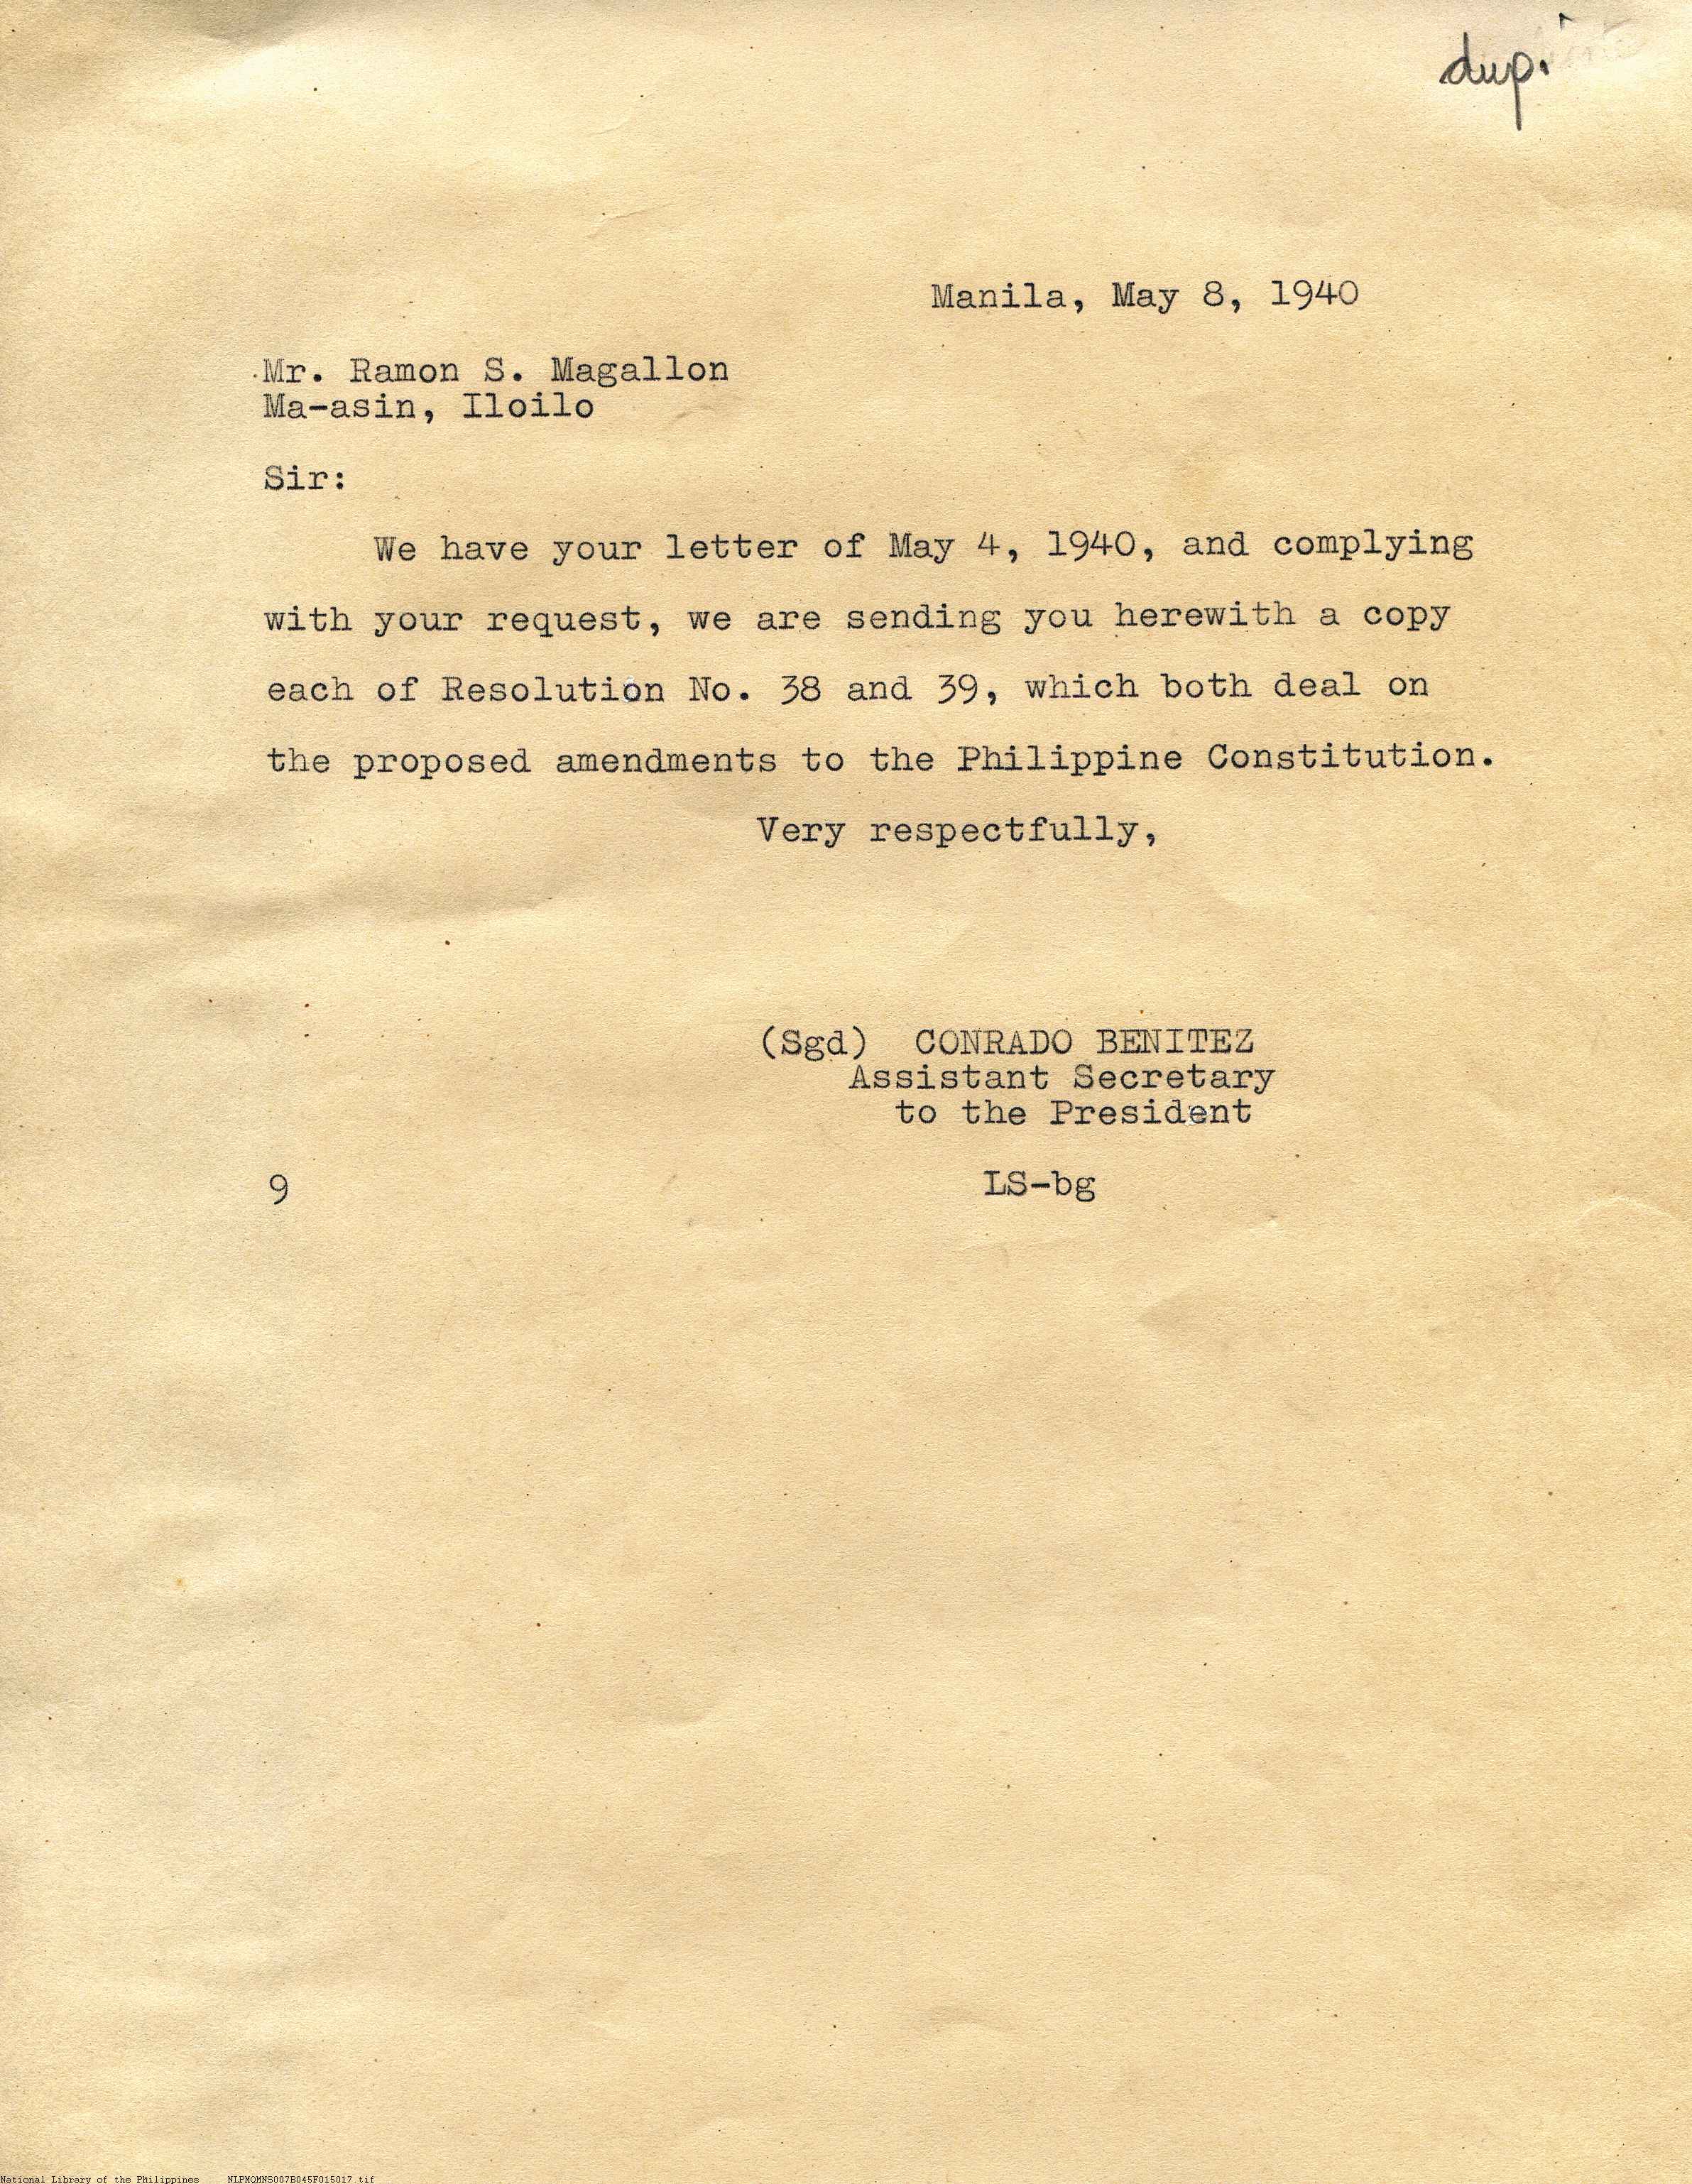 dup.
Manila, May 8, 1940
Mr. Ramon S. Magallon
Ma-asin, Iloilo
Sir:
We have your letter of May 4, 1940, and complying
with your request, we are sending you herewith a copy
each of Resolution No. 38 and 39, which both deal on
the proposed amendments to the Philippine Constitution.
Very respectfully,
(Sgd) CONRADO BENITEZ
Assistant Secretary
to the President
9 LS-bg
National Library of the Philippines NLPMQMNS007B045F015017.tif